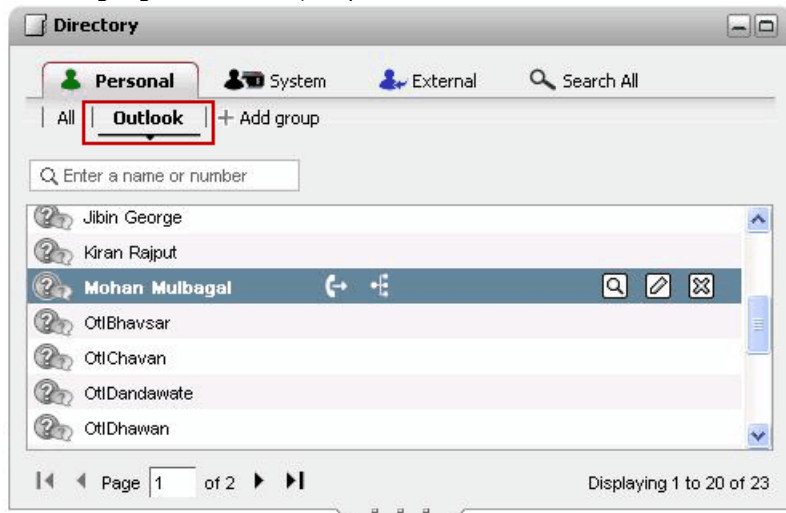 Directory
Personal System External Search All
All Outlook Add group
Enter a name or number
Jibin George
Kiran Rajput
Mohan Mulbagal
OtlBhavsar
OtlChavan
OtlDandawate
OtlDhawan
Page 1 of 2 Displaying 1 to 20 of 23